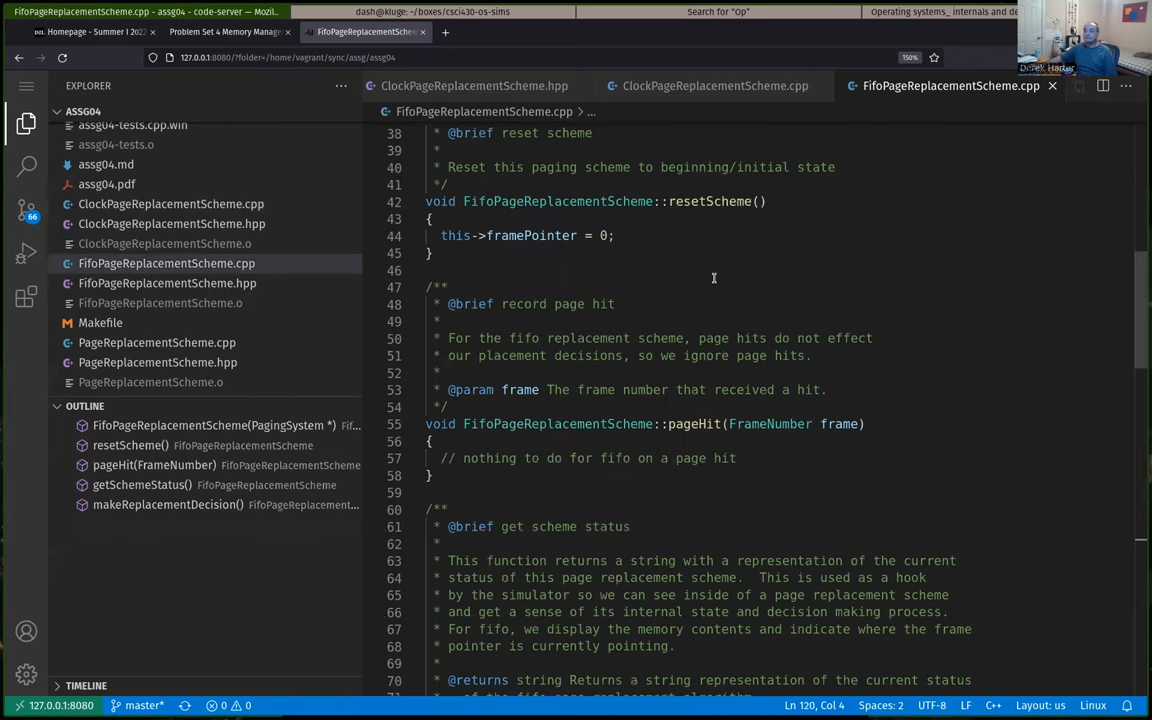 FifoPageReplacementScheme.cpp - assg04 - code-server — Mozil..
dash@kluge: ~/boxes/csci430-os-sims
Search for "Op"
Operating systems_ internals and de
Homepage - Summer I 202
Problem Set 4 Memory Manage
FifoPageReplacementScheme.
127.0.0.1:8080/?folder=/home/vagrant/sync/assg/assg04
150%
Derek Harter
EXPLORER
ClockPageReplacementScheme.hpp
ClockPageReplacementScheme.cpp
FifoPageReplacementScheme.cpp
ASSG04
FifoPageReplacementScheme.cpp > ...
assg04-tests.cpp.win
assg04-tests.o
assg04.md
assg04.pdf
ClockPageReplacementScheme.cpp
ClockPageReplacementScheme.hpp
ClockPageReplacementScheme.o
FifoPageReplacementScheme.cpp
FifoPageReplacementScheme.hpp
FifoPageReplacementScheme.o
Makefile
PageReplacementScheme.cpp
PageReplacementScheme.hpp
PageReplacementScheme.o
66
OUTLINE
FifoPageReplacementScheme(PagingSystem *) Fif...
resetScheme() FifoPageReplacementScheme
pageHit(FrameNumber) FifoPageReplacementScheme
getSchemeStatus() FifoPageReplacementScheme
makeReplacementDecision() FifoPageReplacement...
TIMELINE
38 * @brief reset scheme
39 *
40 * Reset this paging scheme to beginning/initial state
41 */
42 void FifoPageReplacementScheme::resetScheme()
43 {
44 this->framePointer = 0;
45 }
46
47 /**
48 * @brief record page hit
49 *
50 * For the fifo replacement scheme, page hits do not effect
51 * our placement decisions, so we ignore page hits.
52 *
53 * @param frame The frame number that received a hit.
54 */
55 void FifoPageReplacementScheme::pageHit(FrameNumber frame)
56 {
57 // nothing to do for fifo on a page hit
58 }
59
60 /**
61 * @brief get scheme status
62 *
63 * This function returns a string with a representation of the current
64 * status of this page replacement scheme. This is used as a hook
65 * by the simulator so we can see inside of a page replacement scheme
66 * and get a sense of its internal state and decision making process.
67 * For fifo, we display the memory contents and indicate where the frame
68 * pointer is currently pointing.
69 *
70 * @returns string Returns a string representation of the current status
127.0.0.1:8080
master*
0 0
Ln 120, Col 4
Spaces: 2
UTF-8
LF
C++
Layout: us
Linux